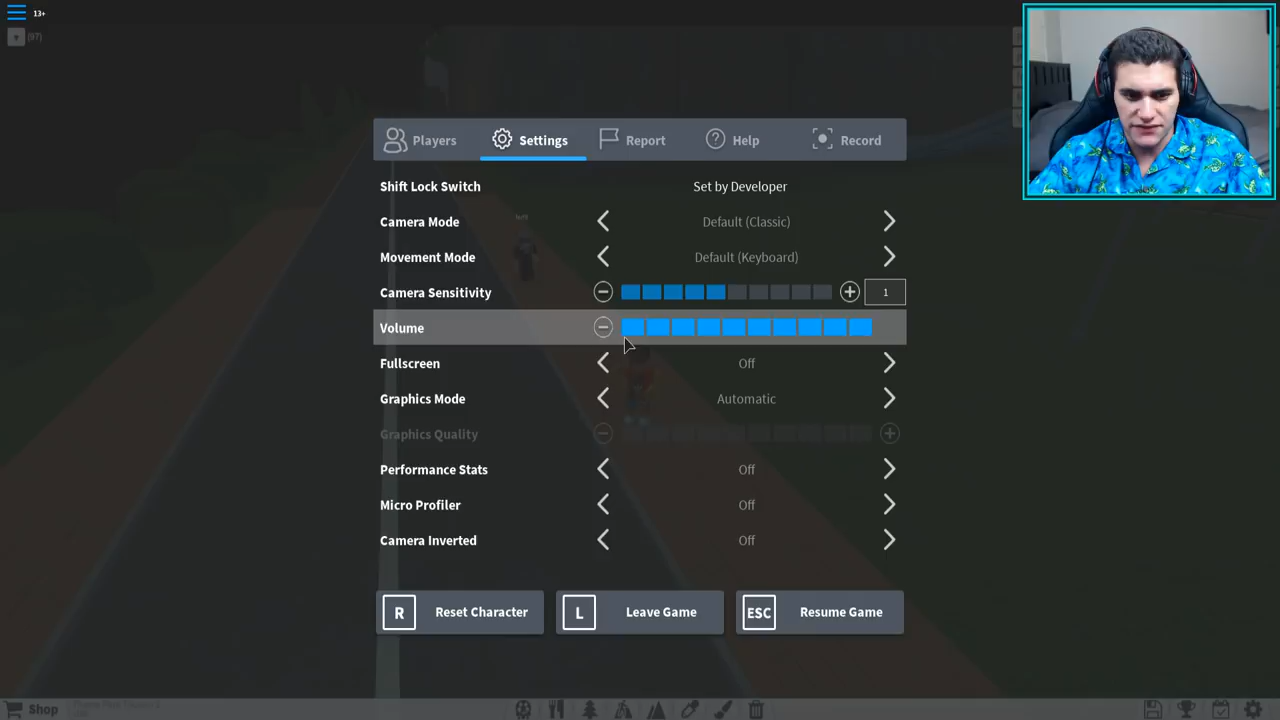 13+
(97)
Players Settings Report Help Record
Shift Lock Switch Set by Developer
Camera Mode Default (Classic)
Movement Mode Default (Keyboard)
Camera Sensitivity 1
Volume
Fullscreen Off
Graphics Mode Automatic
Graphics Quality
Performance Stats Off
Micro Profiler Off
Camera Inverted Off
R Reset Character L Leave Game ESC Resume Game
Shop